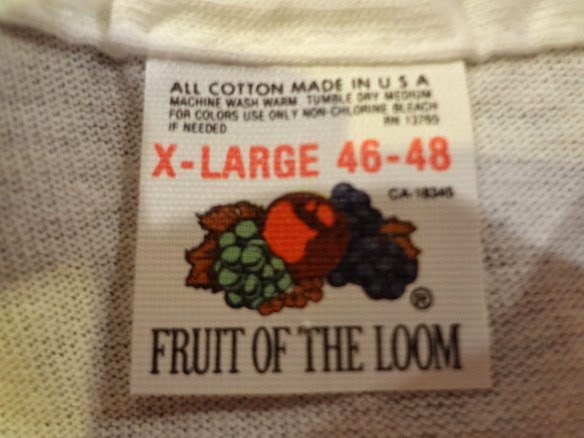 ALL COTTON MADE IN U S A
MACHINE WASH WARM TUMBLE DRY MEDIUM
FOR COLORS USE ONLY NON-CHLORINE BLEACH
IF NEEDED RN 13765
X-LARGE 46-48
CA-18345
®
FRUIT OF THE LOOM